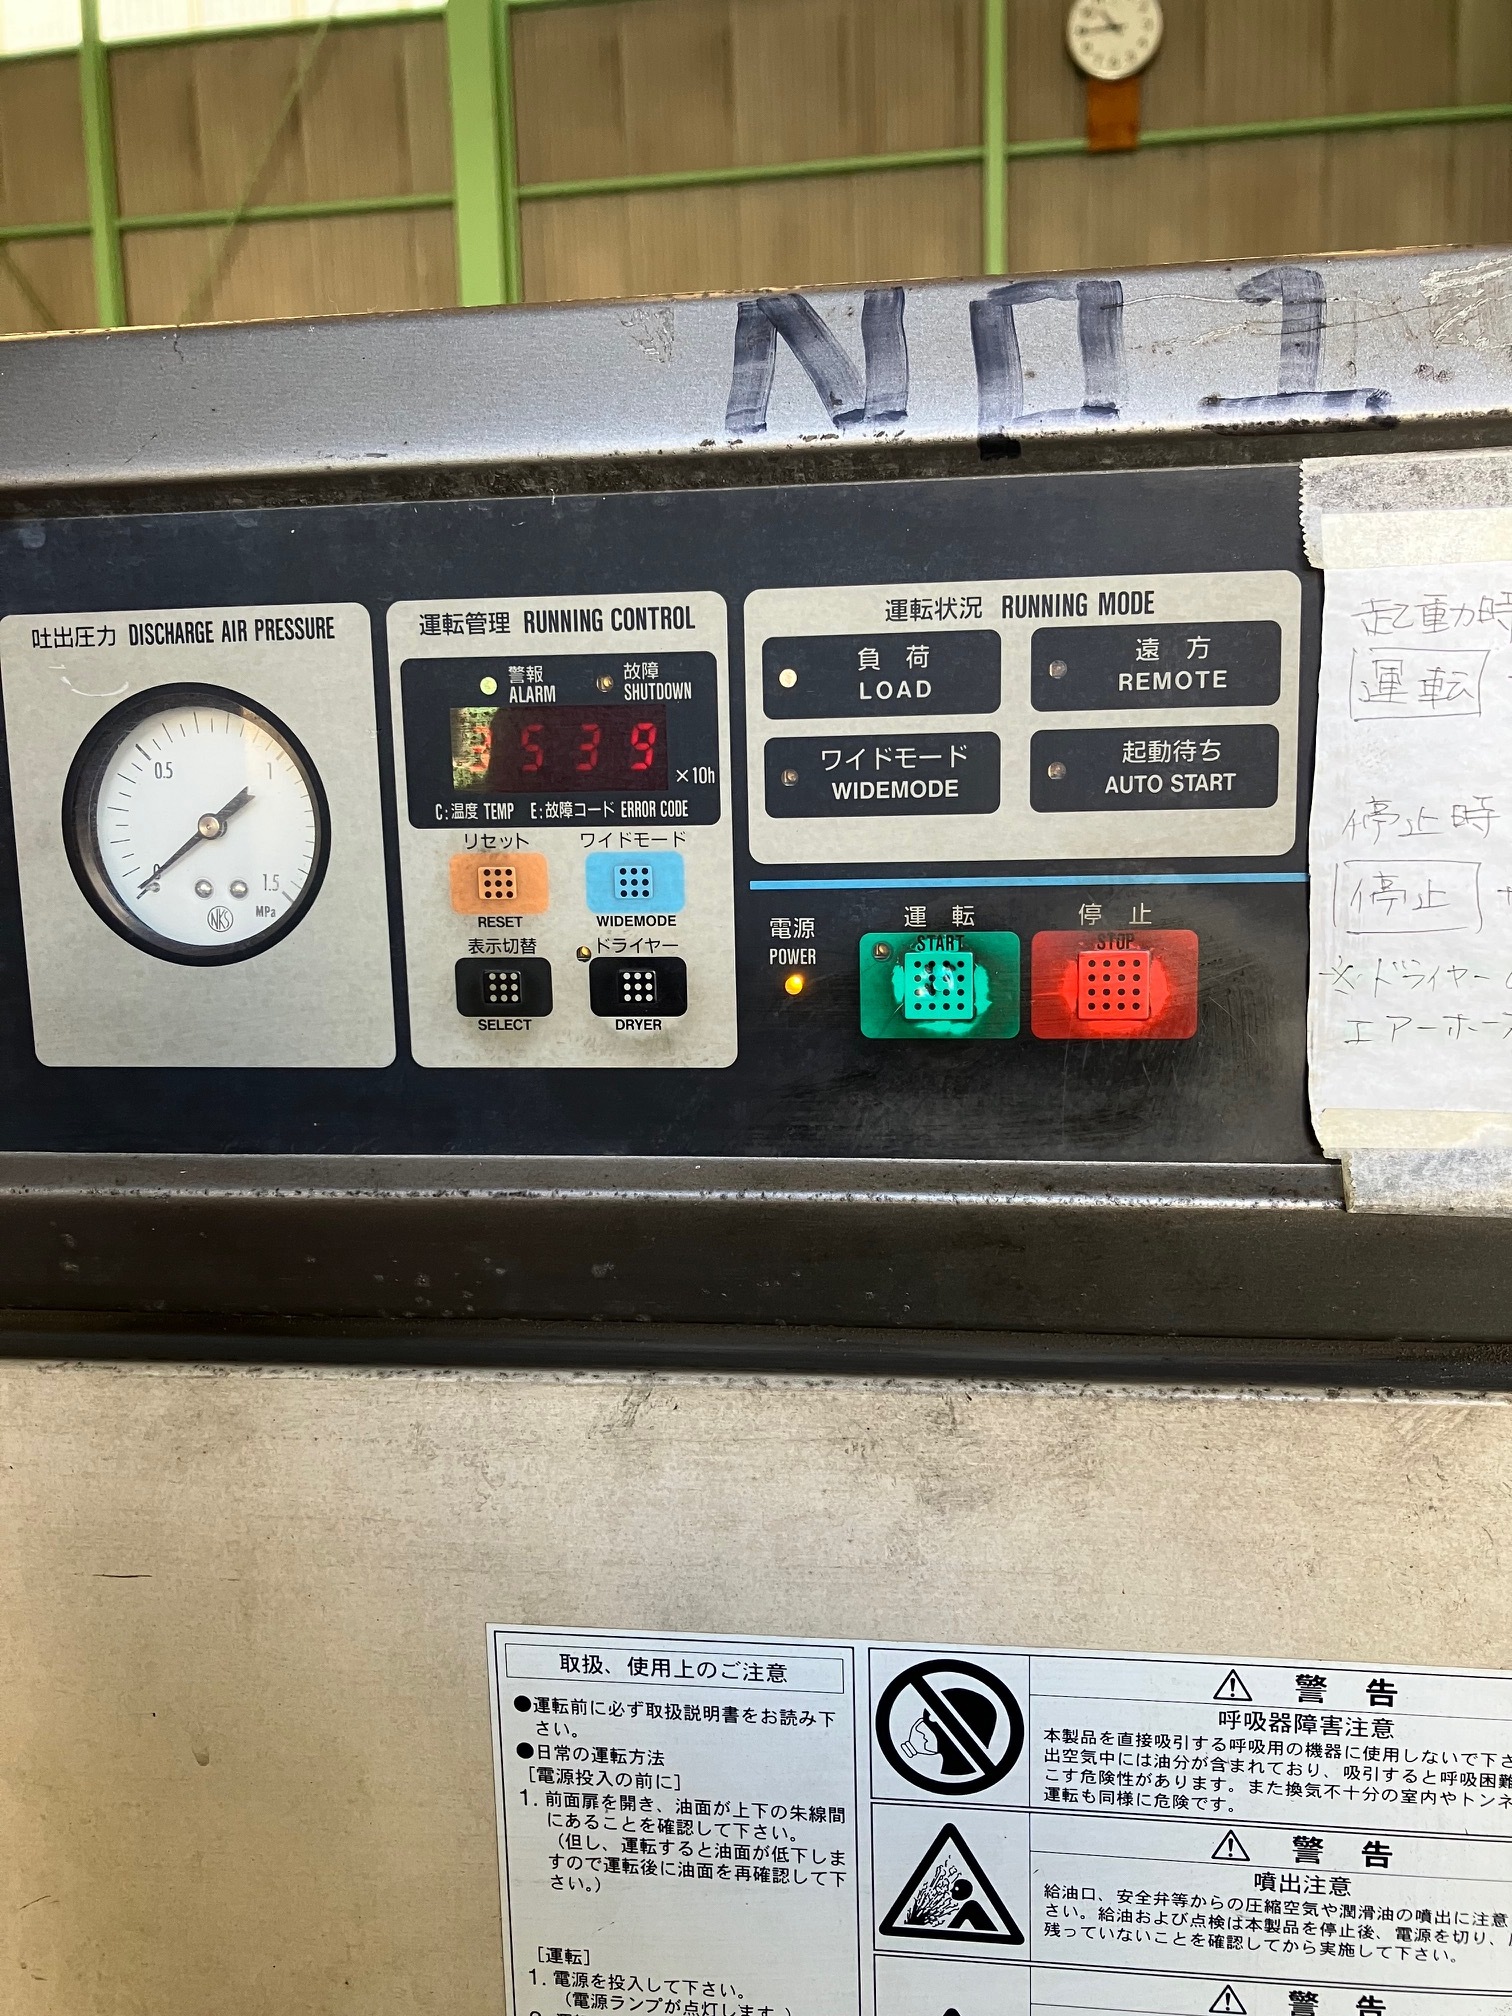 NO 1
吐出圧力 DISCHARGE AIR PRESSURE
0
0.5
1
1.5
MPa
NKS
運転管理 RUNNING CONTROL
警報
ALARM
故障
SHUTDOWN
539
×10h
C:温度 TEMP E:故障コード ERROR CODE
リセット
RESET
ワイドモード
WIDEMODE
表示切替
SELECT
ドライヤー
DRYER
運転状況 RUNNING MODE
負荷
LOAD
遠方
REMOTE
ワイドモード
WIDEMODE
起動待ち
AUTO START
電源
POWER
運転
START
停止
STOP
起動時
運転
停止時
停止
※ドライヤー
エアーホー
取扱、使用上のご注意
●運転前に必ず取扱説明書をお読み下
さい。
●日常の運転方法
[電源投入の前に]
1. 前面扉を開き、油面が上下の朱線間
にあることを確認して下さい。
(但し、運転すると油面が低下しま
すので運転後に油面を再確認して下
さい。)
[運転]
1. 電源を投入して下さい。
(電源ランプが点灯します。)
⚠ 警告
呼吸器障害注意
本製品を直接吸引する呼吸用の機器に使用しないで下さ
出空気中には油分が含まれており、吸引すると呼吸困難
こす危険性があります。また換気不十分の室内やトンネ
運転も同様に危険です。
⚠ 警告
噴出注意
給油口、安全弁等からの圧縮空気や潤滑油の噴出に注意
さい。給油および点検は本製品を停止後、電源を切り、
残っていないことを確認してから実施して下さい。
⚠ 警告